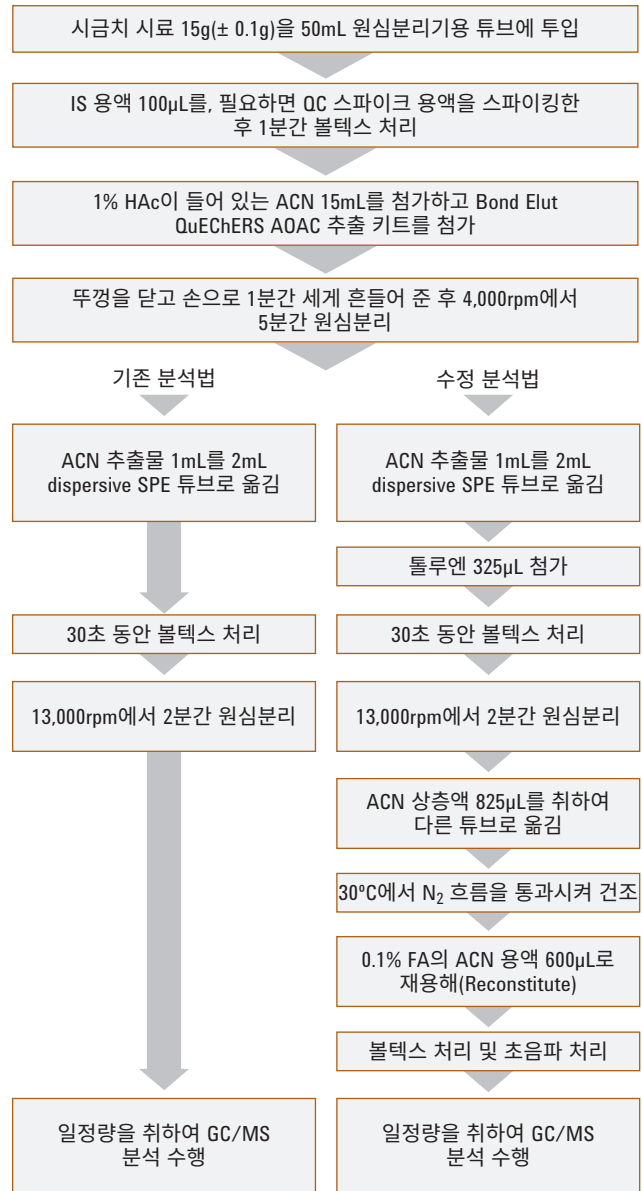 시금치 시료 15g(± 0.1g)을 50mL 원심분리기용 튜브에 투입
IS 용액 100µL를, 필요하면 QC 스파이크 용액을 스파이킹한
후 1분간 볼텍스 처리
1% HAc이 들어 있는 ACN 15mL를 첨가하고 Bond Elut
QuEChERS AOAC 추출 키트를 첨가
뚜껑을 닫고 손으로 1분간 세게 흔들어 준 후 4,000rpm에서
5분간 원심분리
기존 분석법
ACN 추출물 1mL를 2mL
dispersive SPE 튜브로 옮김
30초 동안 볼텍스 처리
13,000rpm에서 2분간 원심분리
일정량을 취하여 GC/MS
분석 수행
수정 분석법
ACN 추출물 1mL를 2mL
dispersive SPE 튜브로 옮김
톨루엔 325µL 첨가
30초 동안 볼텍스 처리
13,000rpm에서 2분간 원심분리
ACN 상층액 825µL를 취하여
다른 튜브로 옮김
30ºC에서 N₂ 흐름을 통과시켜 건조
0.1% FA의 ACN 용액 600µL로
재용해(Reconstitute)
볼텍스 처리 및 초음파 처리
일정량을 취하여 GC/MS
분석 수행